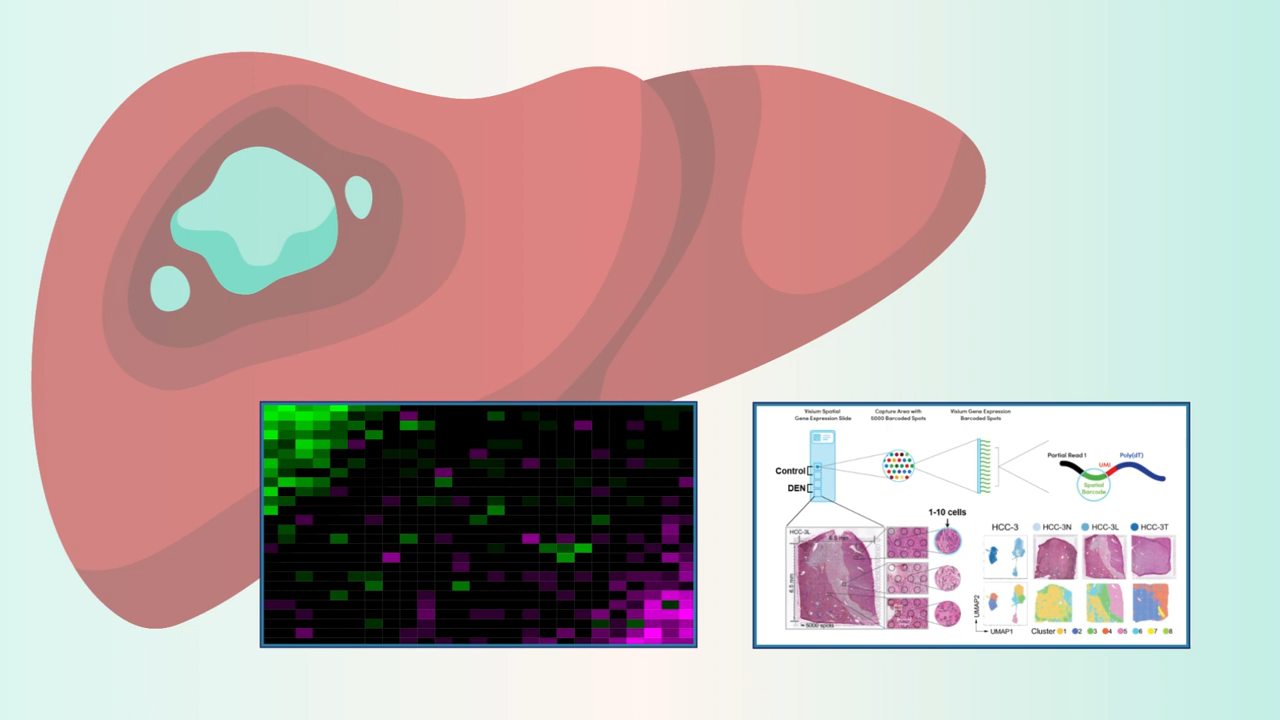 Visium Spatial
Gene Expression Slide
Capture Area with
5000 Barcoded Spots
Visium Gene Expression
Barcoded Spots
Partial Read 1
UMI
Poly(dT)
Spatial
Barcode
Control
DEN
1-10 cells
HCC-3L
6.5 mm
6.5 mm
≈ 5000 spots
HCC-3
HCC-3N
HCC-3L
HCC-3T
UMAP2
UMAP1
Cluster 1 2 3 4 5 6 7 8